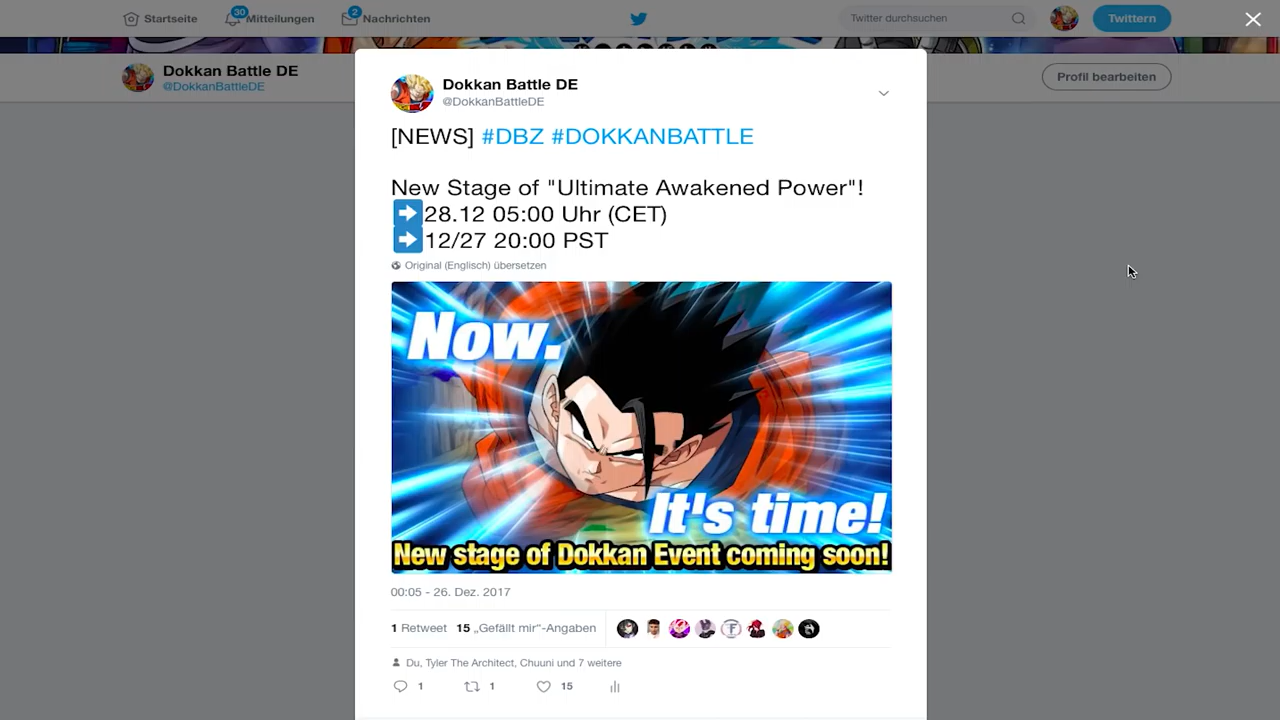 Startseite
30
Mitteilungen
2
Nachrichten
Twitter durchsuchen
Twittern
Dokkan Battle DE
@DokkanBattleDE
Profil bearbeiten
Dokkan Battle DE
@DokkanBattleDE
[NEWS] #DBZ #DOKKANBATTLE
New Stage of "Ultimate Awakened Power"!
➡28.12 05:00 Uhr (CET)
➡12/27 20:00 PST
Original (Englisch) übersetzen
Now.
It's time!
New stage of Dokkan Event coming soon!
00:05 - 26. Dez. 2017
1 Retweet 15 „Gefällt mir“-Angaben
Du, Tyler The Architect, Chuuni und 7 weitere
1 1 15